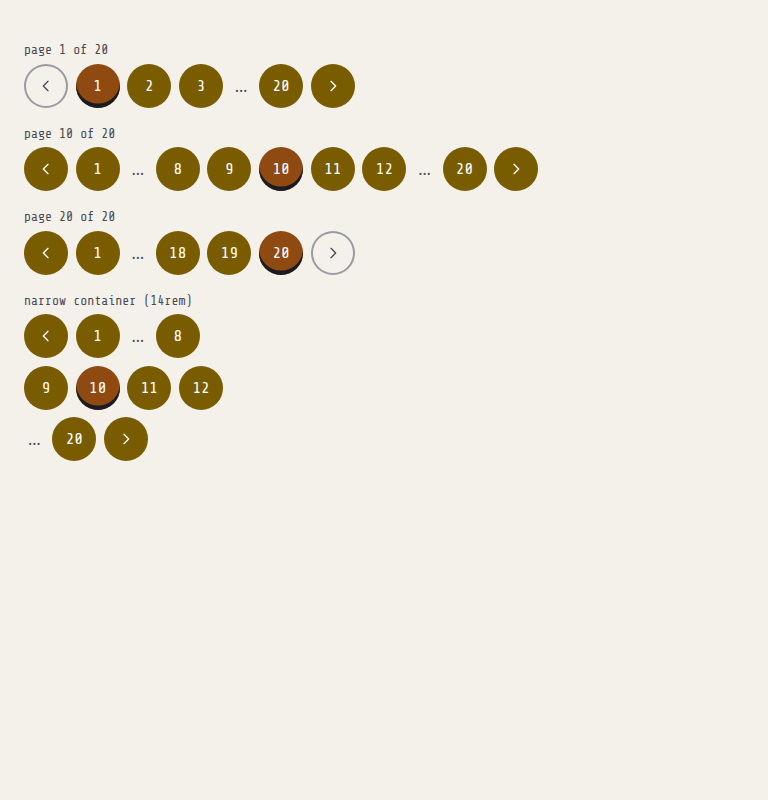 page 1 of 20
< 1 2 3 … 20 >
page 10 of 20
< 1 … 8 9 10 11 12 … 20 >
page 20 of 20
< 1 … 18 19 20 >
narrow container (14rem)
< 1 … 8
9 10 11 12
… 20 >